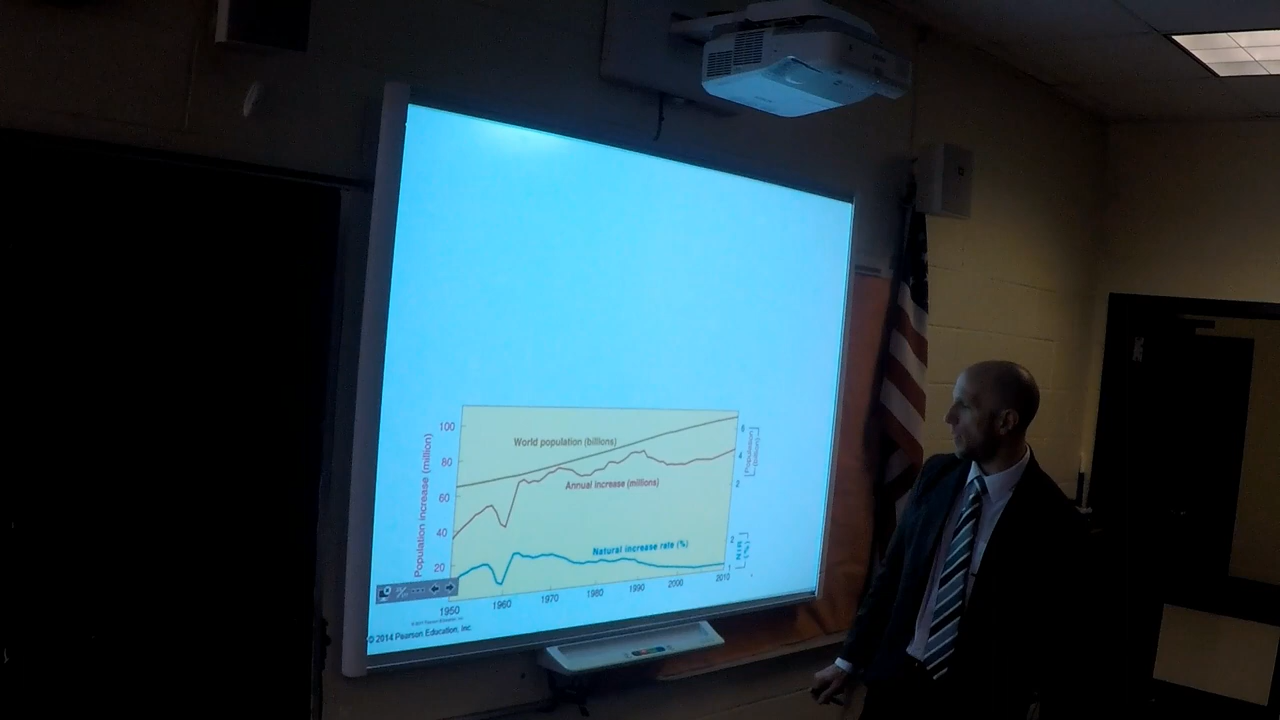 100
World population (billions)
80
Annual increase (millions)
60
Population increase (million)
40
Natural increase rate (%)
20
1950 1960 1970 1980 1990 2000 2010
© 2014 Pearson Education, Inc.